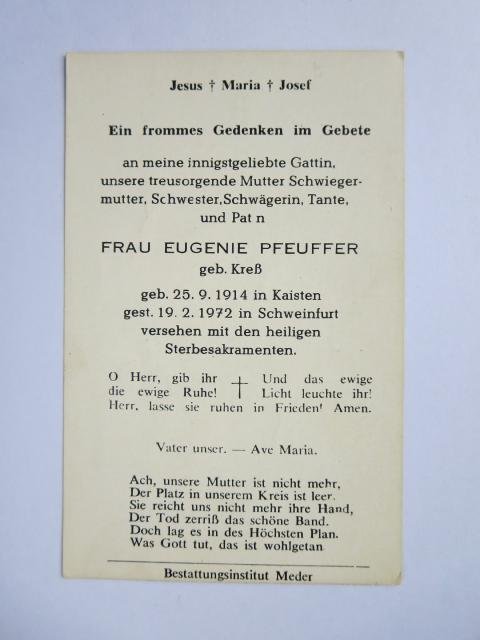 Jesus † Maria † Josef
Ein frommes Gedenken im Gebete
an meine innigstgeliebte Gattin,
unsere treusorgende Mutter Schwieger-
mutter, Schwester,Schwägerin, Tante,
und Pat n
FRAU EUGENIE PFEUFFER
geb. Kreß
geb. 25. 9. 1914 in Kaisten
gest. 19. 2. 1972 in Schweinfurt
versehen mit den heiligen
Sterbesakramenten.
O Herr, gib ihr † Und das ewige
die ewige Ruhe! Licht leuchte ihr!
Herr, lasse sie ruhen in Frieden! Amen.
Vater unser. — Ave Maria.
Ach, unsere Mutter ist nicht mehr,
Der Platz in unserem Kreis ist leer.
Sie reicht uns nicht mehr ihre Hand,
Der Tod zerriß das schöne Band.
Doch lag es in des Höchsten Plan.
Was Gott tut, das ist wohlgetan
Bestattungsinstitut Meder